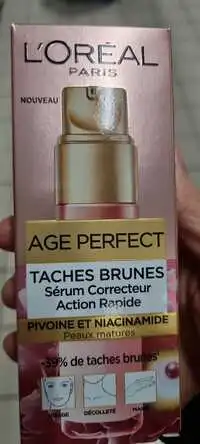 L'ORÉAL
PARIS
NOUVEAU
AGE PERFECT
TACHES BRUNES
Sérum Correcteur
Action Rapide
PIVOINE ET NIACINAMIDE
Peaux matures
-39% de taches brunes¹
VISAGE DÉCOLLETÉ MAINS